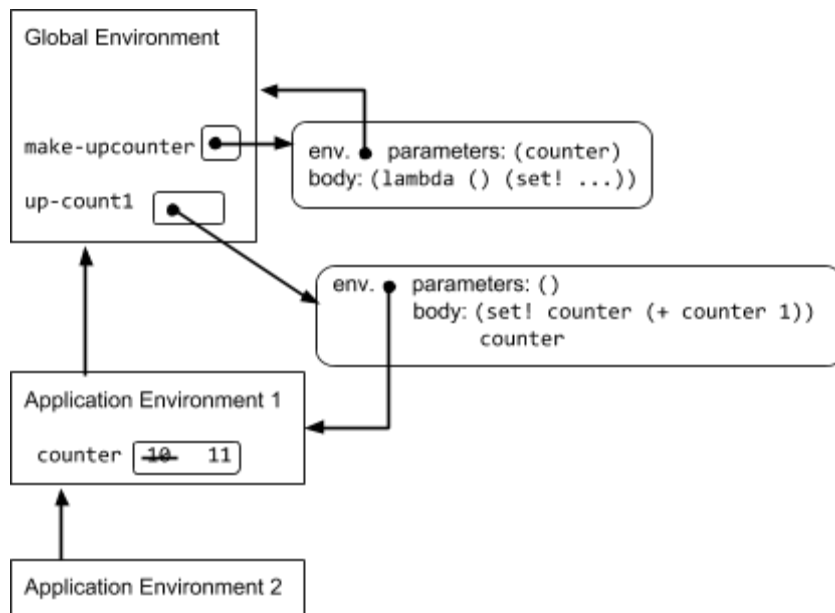 Global Environment
make-upcounter
up-count1
env. parameters: (counter)
body: (lambda () (set! ...))
env. parameters: ()
body: (set! counter (+ counter 1))
counter
Application Environment 1
counter 10 11
Application Environment 2